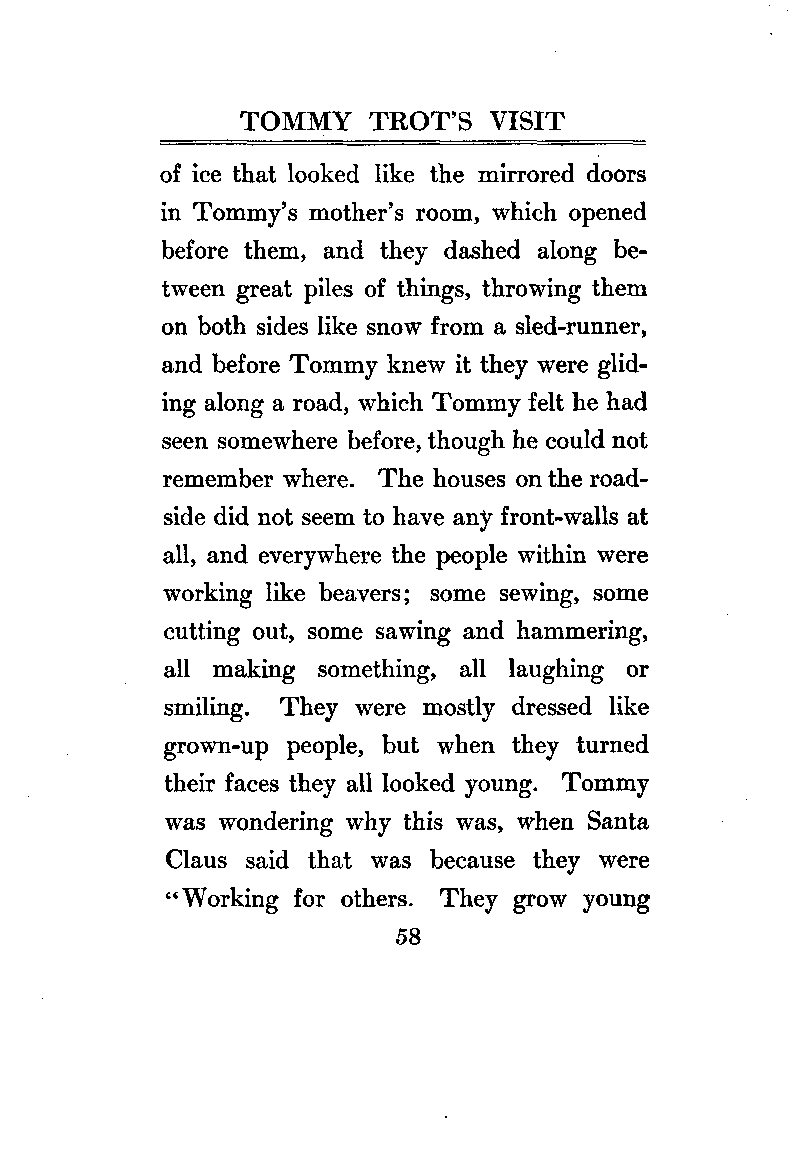 TOMMY TROT'S VISIT
of ice that looked like the mirrored doors
in Tommy's mother's room, which opened
before them, and they dashed along be-
tween great piles of things, throwing them
on both sides like snow from a sled-runner,
and before Tommy knew it they were glid-
ing along a road, which Tommy felt he had
seen somewhere before, though he could not
remember where. The houses on the road-
side did not seem to have any front-walls at
all, and everywhere the people within were
working like beavers; some sewing, some
cutting out, some sawing and hammering,
all making something, all laughing or
smiling. They were mostly dressed like
grown-up people, but when they turned
their faces they all looked young. Tommy
was wondering why this was, when Santa
Claus said that was because they were
“Working for others. They grow young
58